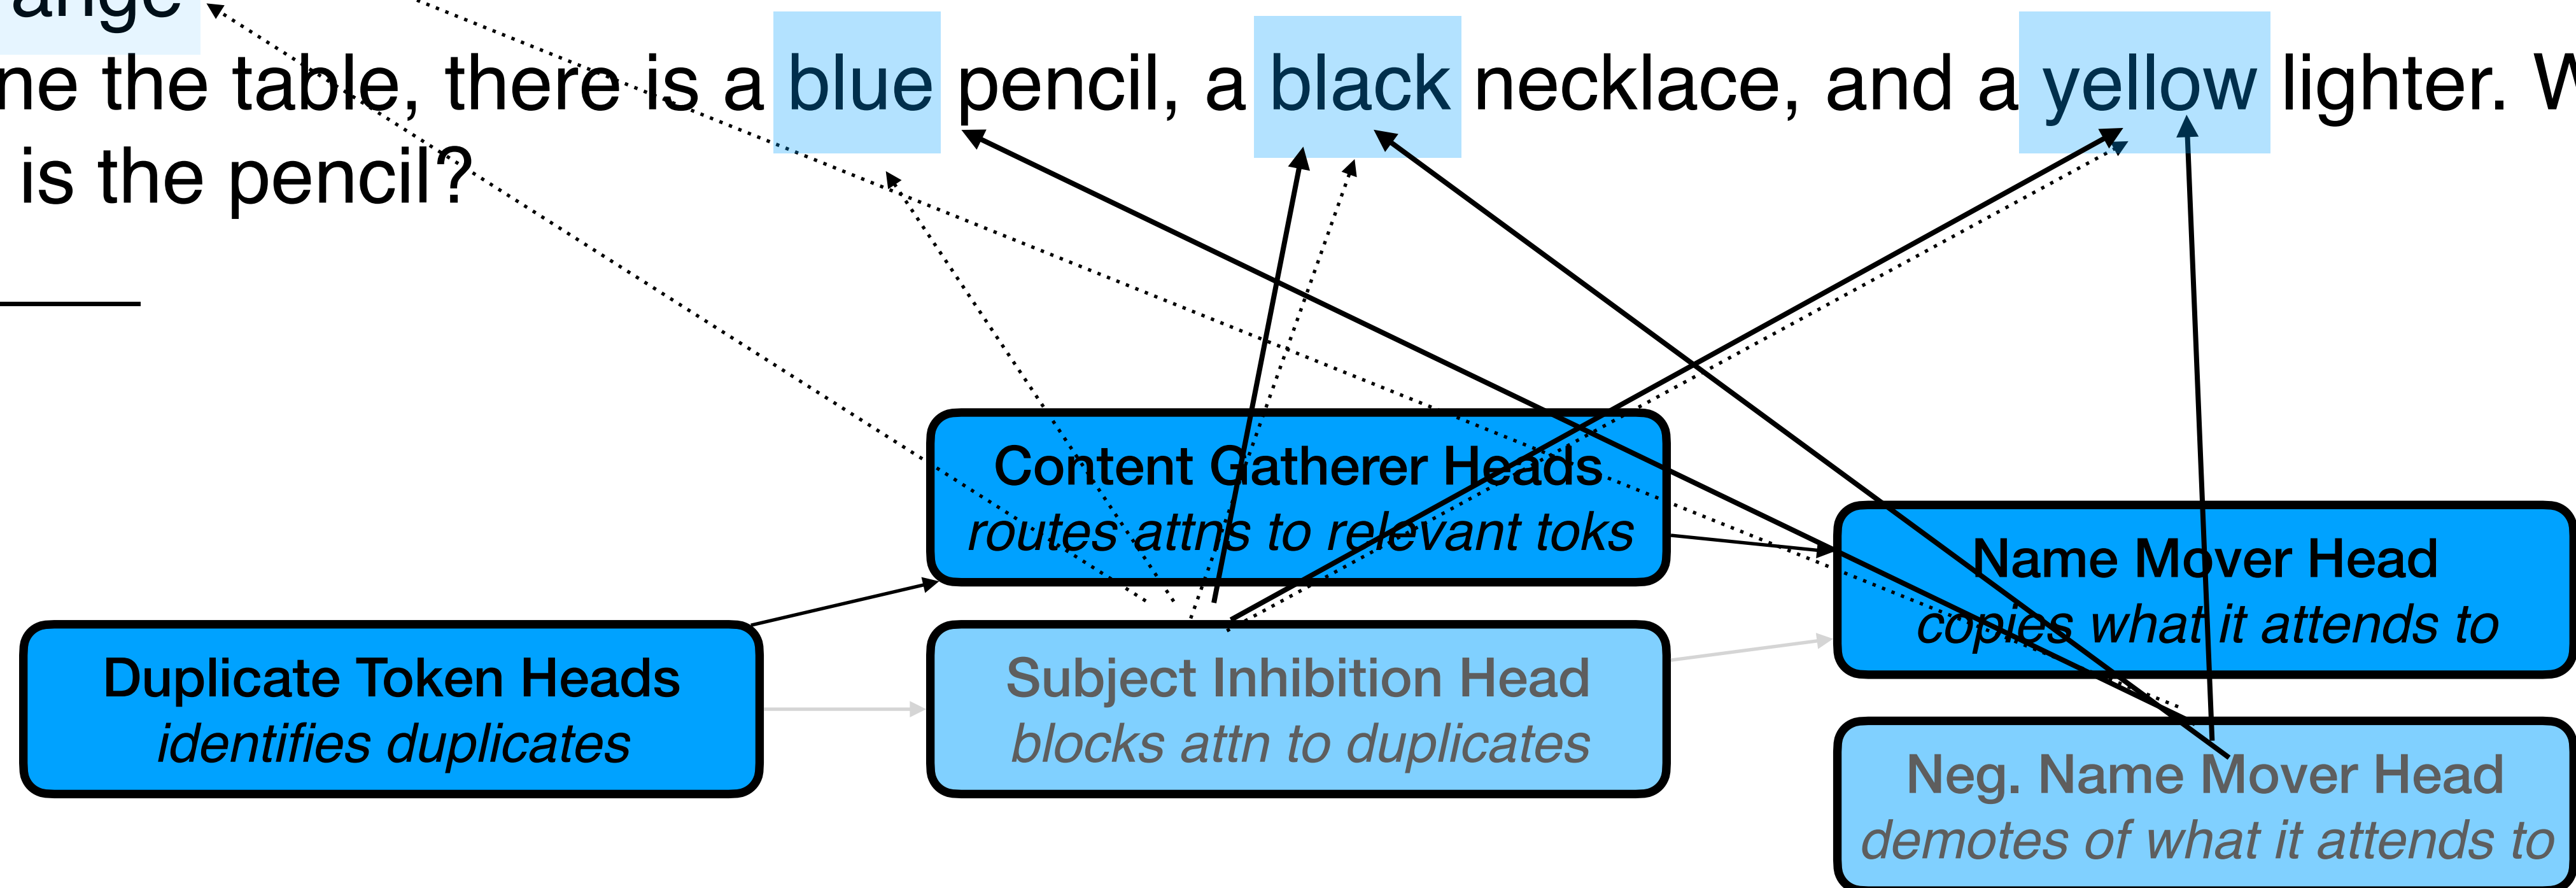 ange
ne the table, there is a blue pencil, a black necklace, and a yellow lighter. W
is the pencil?
Content Gatherer Heads
routes attns to relevant toks
Name Mover Head
copies what it attends to
Duplicate Token Heads
identifies duplicates
Subject Inhibition Head
blocks attn to duplicates
Neg. Name Mover Head
demotes of what it attends to